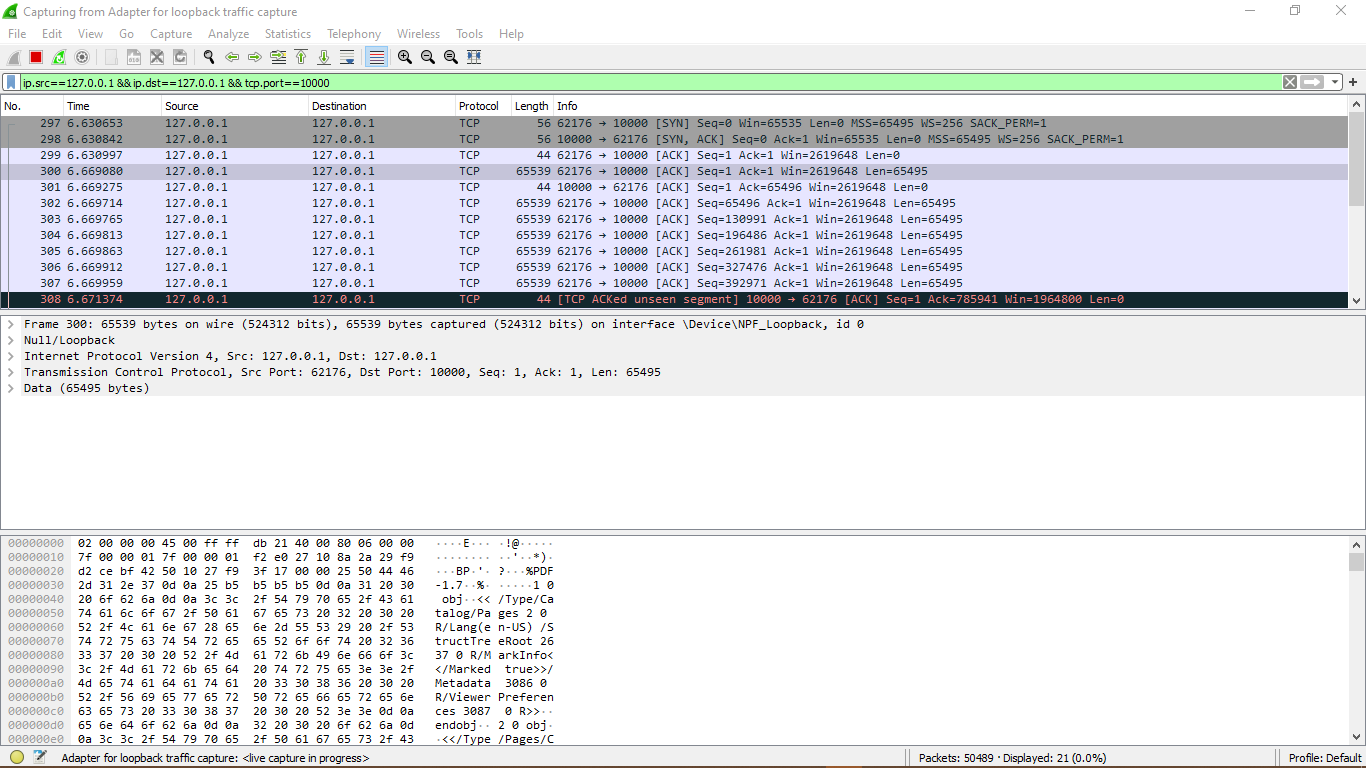 Capturing from Adapter for loopback traffic capture
File Edit View Go Capture Analyze Statistics Telephony Wireless Tools Help
ip.src==127.0.0.1 && ip.dst==127.0.0.1 && tcp.port==10000
No. Time Source Destination Protocol Length Info
297 6.630653 127.0.0.1 127.0.0.1 TCP 56 62176 → 10000 [SYN] Seq=0 Win=65535 Len=0 MSS=65495 WS=256 SACK_PERM=1
298 6.630842 127.0.0.1 127.0.0.1 TCP 56 10000 → 62176 [SYN, ACK] Seq=0 Ack=1 Win=65535 Len=0 MSS=65495 WS=256 SACK_PERM=1
299 6.630997 127.0.0.1 127.0.0.1 TCP 44 62176 → 10000 [ACK] Seq=1 Ack=1 Win=2619648 Len=0
300 6.669080 127.0.0.1 127.0.0.1 TCP 65539 62176 → 10000 [ACK] Seq=1 Ack=1 Win=2619648 Len=65495
301 6.669275 127.0.0.1 127.0.0.1 TCP 44 10000 → 62176 [ACK] Seq=1 Ack=65496 Win=2619648 Len=0
302 6.669714 127.0.0.1 127.0.0.1 TCP 65539 62176 → 10000 [ACK] Seq=65496 Ack=1 Win=2619648 Len=65495
303 6.669765 127.0.0.1 127.0.0.1 TCP 65539 62176 → 10000 [ACK] Seq=130991 Ack=1 Win=2619648 Len=65495
304 6.669813 127.0.0.1 127.0.0.1 TCP 65539 62176 → 10000 [ACK] Seq=196486 Ack=1 Win=2619648 Len=65495
305 6.669863 127.0.0.1 127.0.0.1 TCP 65539 62176 → 10000 [ACK] Seq=261981 Ack=1 Win=2619648 Len=65495
306 6.669912 127.0.0.1 127.0.0.1 TCP 65539 62176 → 10000 [ACK] Seq=327476 Ack=1 Win=2619648 Len=65495
307 6.669959 127.0.0.1 127.0.0.1 TCP 65539 62176 → 10000 [ACK] Seq=392971 Ack=1 Win=2619648 Len=65495
308 6.671374 127.0.0.1 127.0.0.1 TCP 44 [TCP ACKed unseen segment] 10000 → 62176 [ACK] Seq=1 Ack=785941 Win=1964800 Len=0
Frame 300: 65539 bytes on wire (524312 bits), 65539 bytes captured (524312 bits) on interface \Device\NPF_Loopback, id 0
Null/Loopback
Internet Protocol Version 4, Src: 127.0.0.1, Dst: 127.0.0.1
Transmission Control Protocol, Src Port: 62176, Dst Port: 10000, Seq: 1, Ack: 1, Len: 65495
Data (65495 bytes)
00000000 02 00 00 00 45 00 ff ff db 21 40 00 80 06 00 00 ····E··· ·!@·····
00000010 7f 00 00 01 7f 00 00 01 f2 e0 27 10 8a 2a 29 f9 ········ ··'··*)·
00000020 d2 ce bf 42 50 10 27 f9 3f 17 00 00 25 50 44 46 ···BP·'· ?···%PDF
00000030 2d 31 2e 37 0d 0a 25 b5 b5 b5 b5 0d 0a 31 20 30 -1.7··%· ·····1 0
00000040 20 6f 62 6a 0d 0a 3c 3c 2f 54 79 70 65 2f 43 61 obj··<< /Type/Ca
00000050 74 61 6c 6f 67 2f 50 61 67 65 73 20 32 20 30 20 talog/Pa ges 2 0
00000060 52 2f 4c 61 6e 67 28 65 6e 2d 55 53 29 20 2f 53 R/Lang(e n-US) /S
00000070 74 72 75 63 74 54 72 65 65 52 6f 6f 74 20 32 36 tructTre eRoot 26
00000080 33 37 20 30 20 52 2f 4d 61 72 6b 49 6e 66 6f 3c 37 0 R/M arkInfo<
00000090 3c 2f 4d 61 72 6b 65 64 20 74 72 75 65 3e 3e 2f </Marked true>>/
000000a0 4d 65 74 61 64 61 74 61 20 33 30 38 36 20 30 20 Metadata 3086 0
000000b0 52 2f 56 69 65 77 65 72 50 72 65 66 65 72 65 6e R/Viewer Preferen
000000c0 63 65 73 20 33 30 38 37 20 30 20 52 3e 3e 0d 0a ces 3087 0 R>>··
000000d0 65 6e 64 6f 62 6a 0d 0a 32 20 30 20 6f 62 6a 0d endobj·· 2 0 obj·
000000e0 0a 3c 3c 2f 54 79 70 65 2f 50 61 67 65 73 2f 43 ·<</Type /Pages/C
Adapter for loopback traffic capture: <live capture in progress> Packets: 50489 · Displayed: 21 (0.0%) Profile: Default